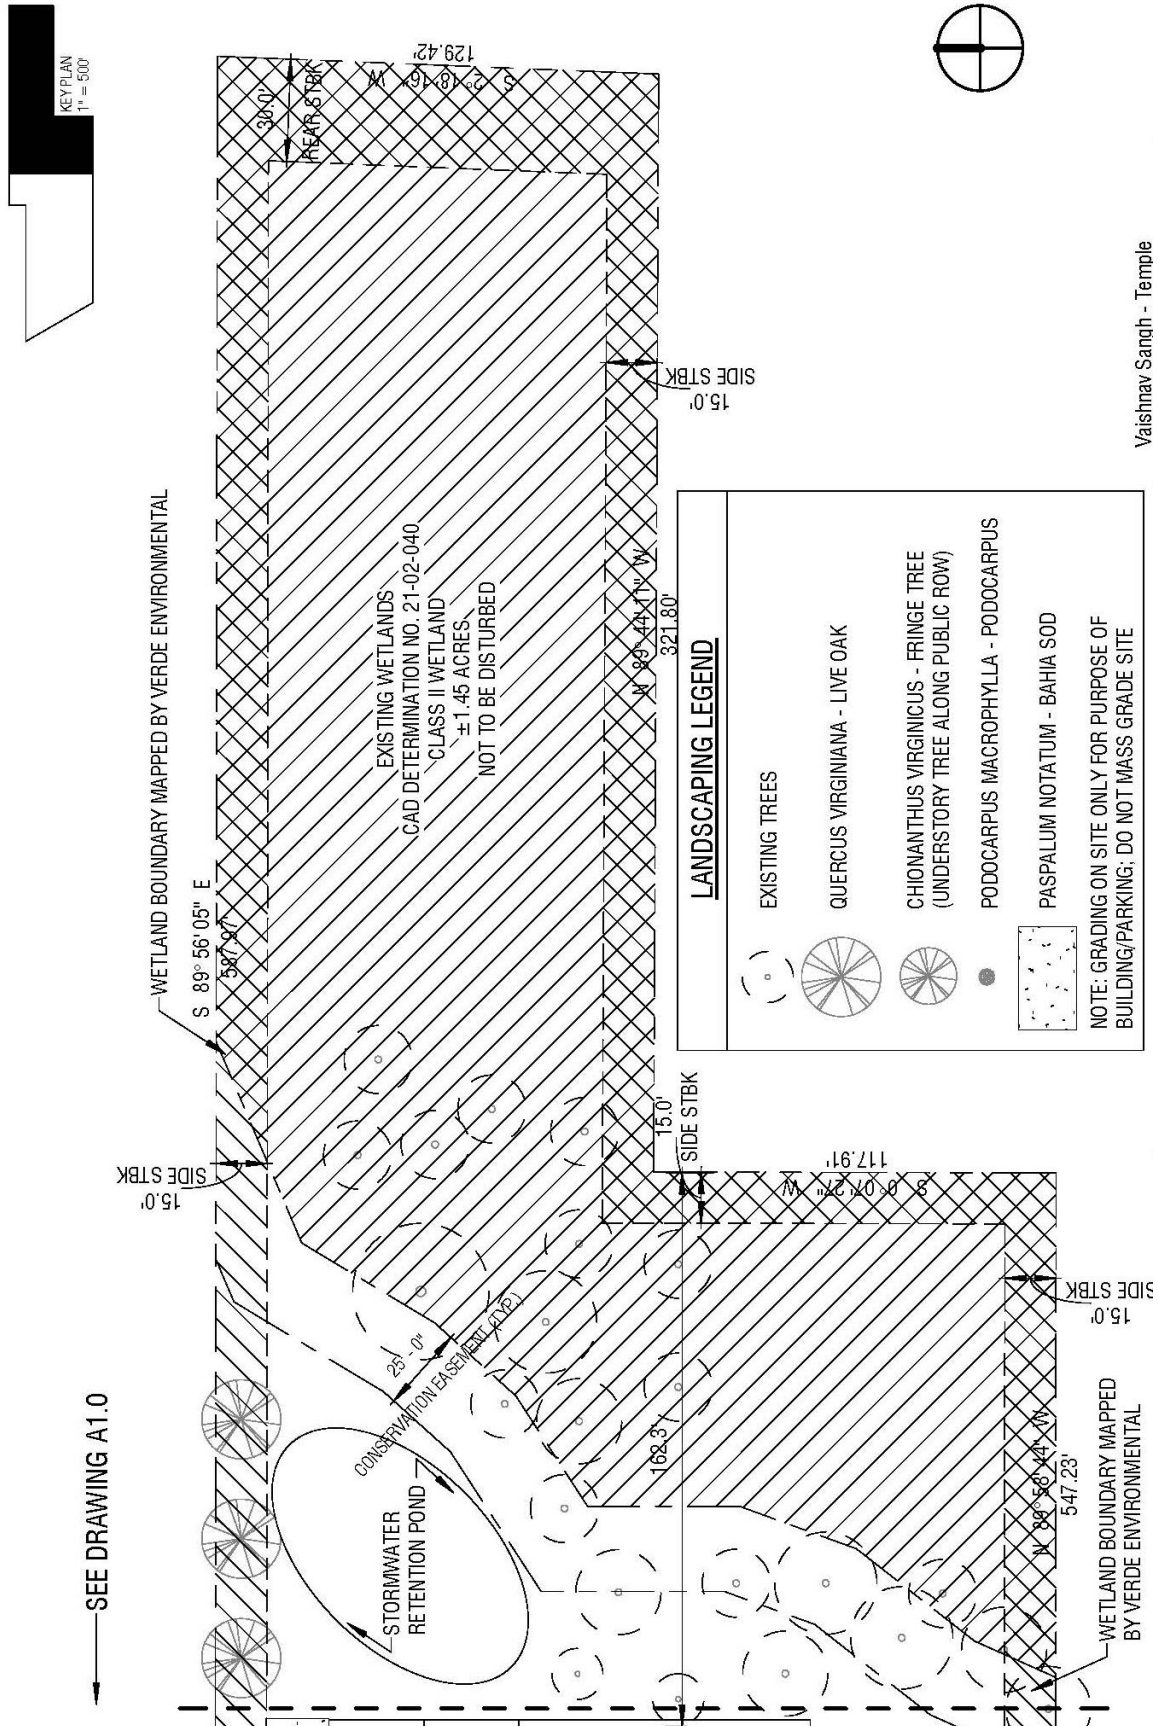 KEY PLAN
1" = 500'
SEE DRAWING A1.0
WETLAND BOUNDARY MAPPED BY VERDE ENVIRONMENTAL
S 89° 56' 05" E
587.97'
30.0'
REAR STBK
S 2° 18' 16" W
129.42'
15.0'
SIDE STBK
EXISTING WETLANDS
CAD DETERMINATION NO. 21-02-040
CLASS II WETLAND
±1.45 ACRES.
NOT TO BE DISTURBED
SIDE STBK
15.0'
N 89° 44' 11" W
321.80'
25' - 0"
CONSERVATION EASEMENT (TYP.)
STORMWATER
RETENTION POND
15.0'
SIDE STBK
162.3'
S 0° 07' 27" W
117.91'
SIDE STBK
15.0'
N 89° 58' 44" W
547.23'
WETLAND BOUNDARY MAPPED
BY VERDE ENVIRONMENTAL
LANDSCAPING LEGEND
EXISTING TREES
QUERCUS VIRGINIANA - LIVE OAK
CHIONANTHUS VIRGINICUS - FRINGE TREE
(UNDERSTORY TREE ALONG PUBLIC ROW)
PODOCARPUS MACROPHYLLA - PODOCARPUS
PASPALUM NOTATUM - BAHIA SOD
NOTE: GRADING ON SITE ONLY FOR PURPOSE OF
BUILDING/PARKING; DO NOT MASS GRADE SITE
Vaishnav Sangh - Temple